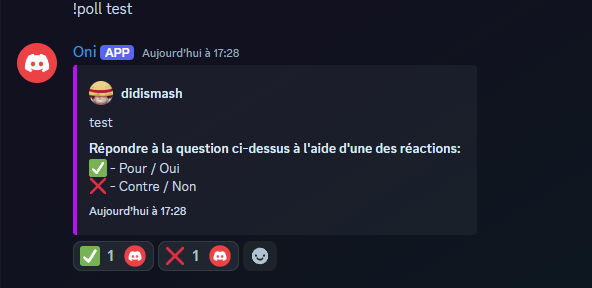 !poll test
Oni APP Aujourd'hui à 17:28
didismash
test
Répondre à la question ci-dessus à l'aide d'une des réactions:
✅ - Pour / Oui
❌ - Contre / Non
Aujourd'hui à 17:28
✅ 1 ❌ 1